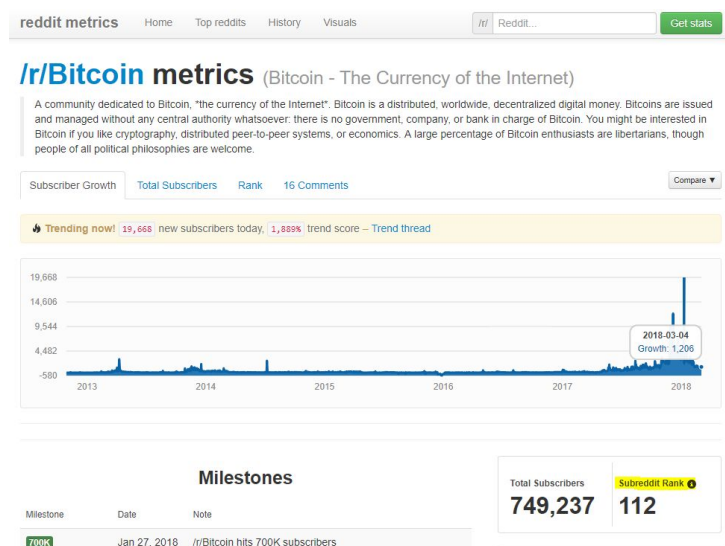 reddit metrics Home Top reddits History Visuals /r/ Reddit... Get stats
/r/Bitcoin metrics (Bitcoin - The Currency of the Internet)
A community dedicated to Bitcoin, "the currency of the Internet". Bitcoin is a distributed, worldwide, decentralized digital money. Bitcoins are issued
and managed without any central authority whatsoever: there is no government, company, or bank in charge of Bitcoin. You might be interested in
Bitcoin if you like cryptography, distributed peer-to-peer systems, or economics. A large percentage of Bitcoin enthusiasts are libertarians, though
people of all political philosophies are welcome.
Subscriber Growth Total Subscribers Rank 16 Comments Compare ▼
Trending now! 19,668 new subscribers today, 1,889% trend score – Trend thread
19,668
14,606
9,544
4,482
-580
2018-03-04
Growth: 1,206
2013 2014 2015 2016 2017 2018
Milestones
Milestone Date Note
700K Jan 27, 2018 /r/Bitcoin hits 700K subscribers
Total Subscribers Subreddit Rank
749,237 112